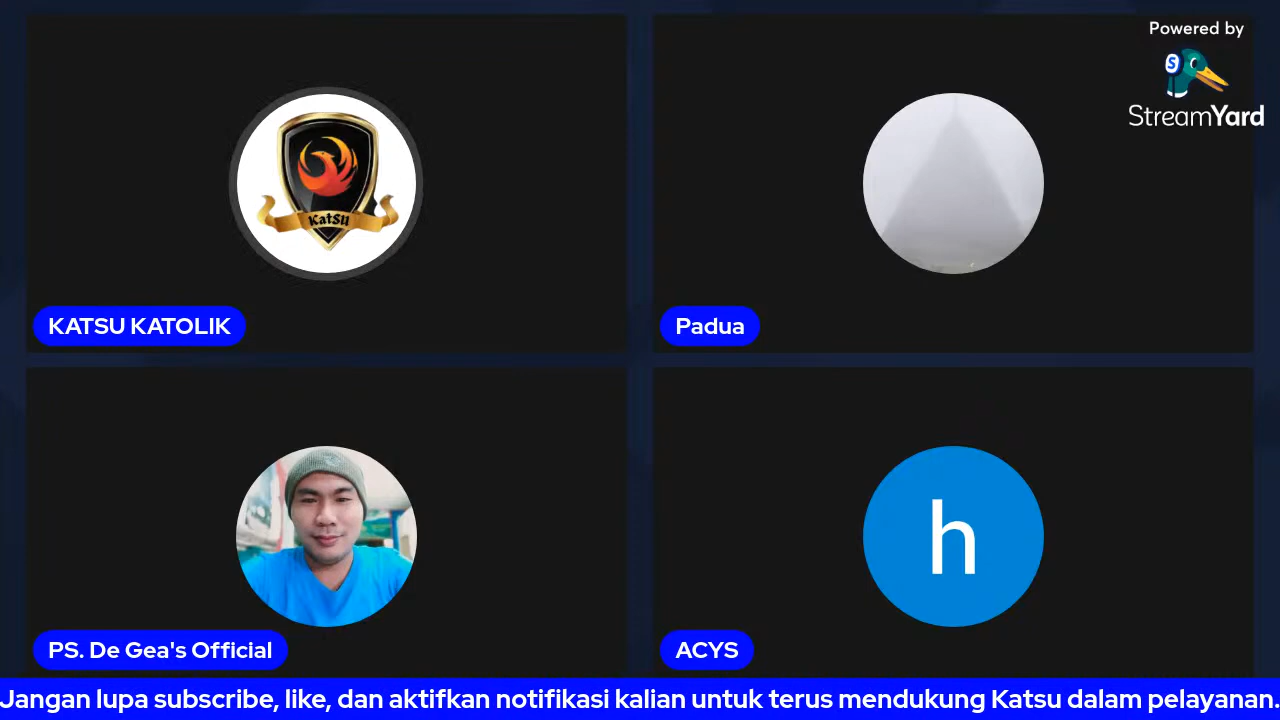 Powered by
S
StreamYard
KatSU
KATSU KATOLIK
Padua
h
PS. De Gea's Official
ACYS
Jangan lupa subscribe, like, dan aktifkan notifikasi kalian untuk terus mendukung Katsu dalam pelayanan.